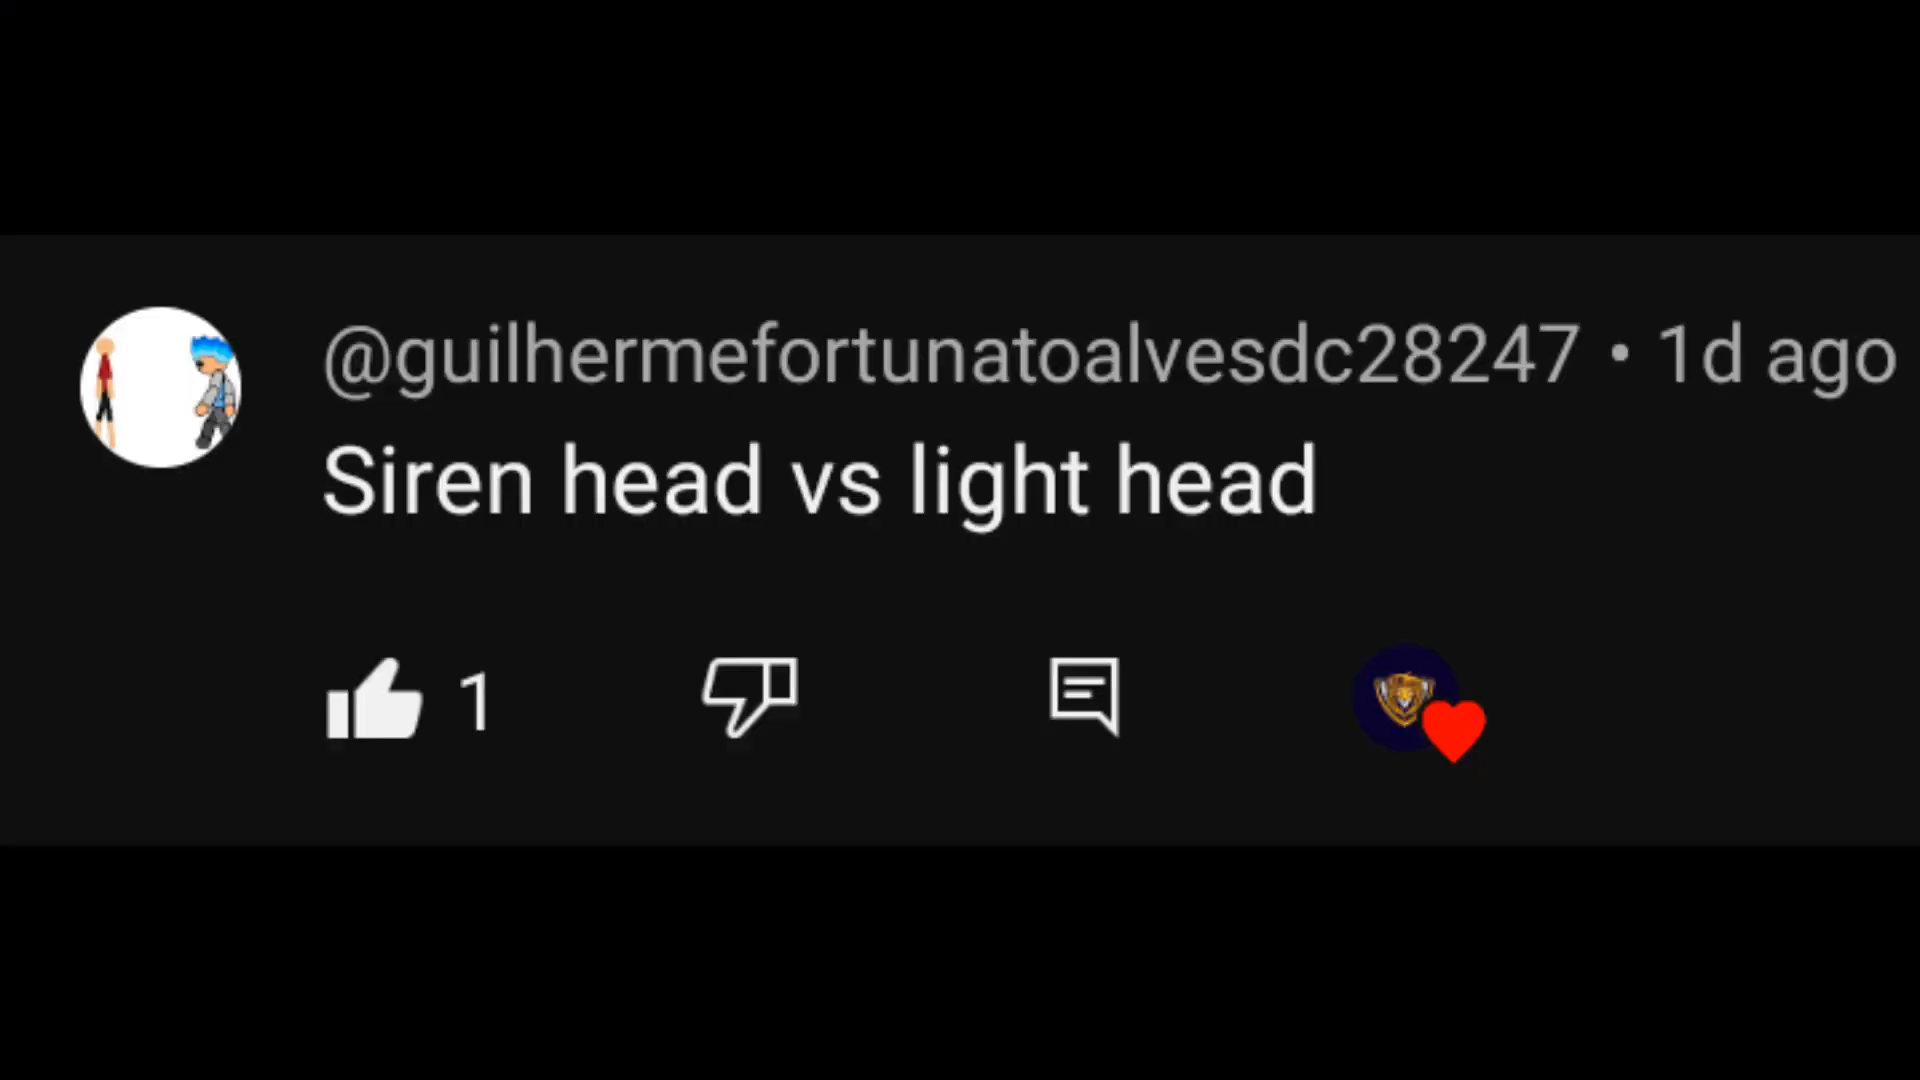 @guilhermefortunatoalvesdc28247 • 1d ago
Siren head vs light head
1